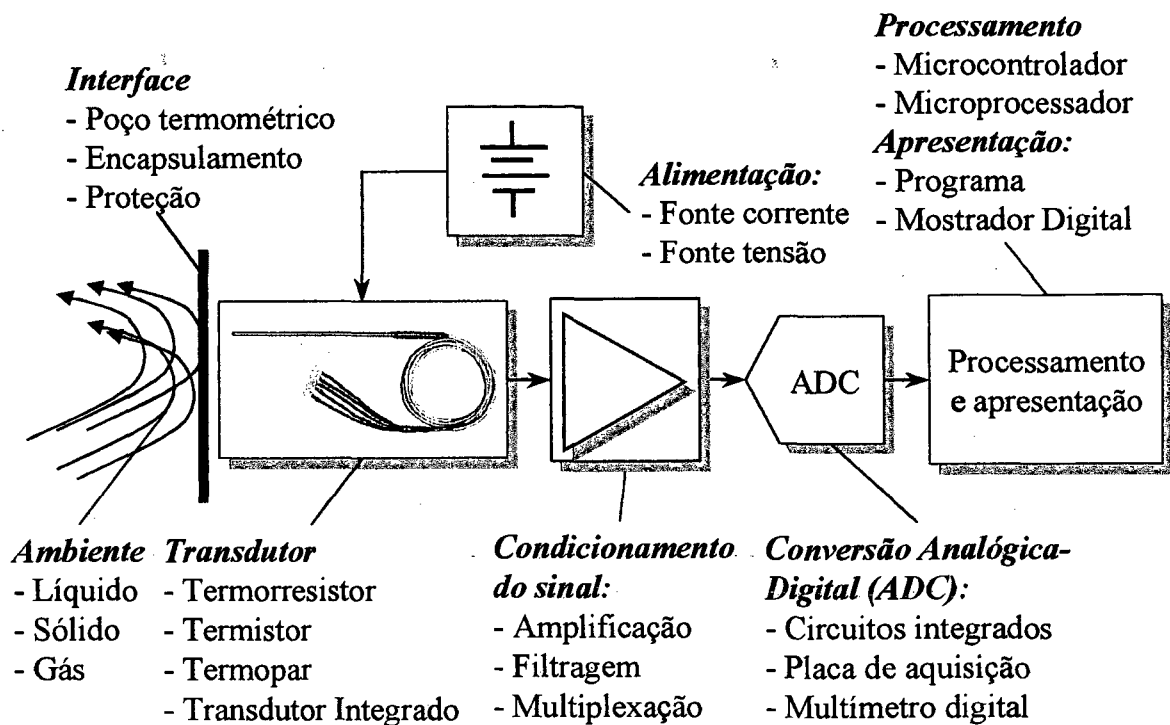 Processamento
- Microcontrolador
- Microprocessador
Apresentação:
- Programa
- Mostrador Digital
Interface
- Poço termométrico
- Encapsulamento
- Proteção
Alimentação:
- Fonte corrente
- Fonte tensão
ADC
Processamento
e apresentação
Ambiente
- Líquido
- Sólido
- Gás
Transdutor
- Termorresistor
- Termistor
- Termopar
- Transdutor Integrado
Condicionamento
do sinal:
- Amplificação
- Filtragem
- Multiplexação
Conversão Analógica-
Digital (ADC):
- Circuitos integrados
- Placa de aquisição
- Multímetro digital